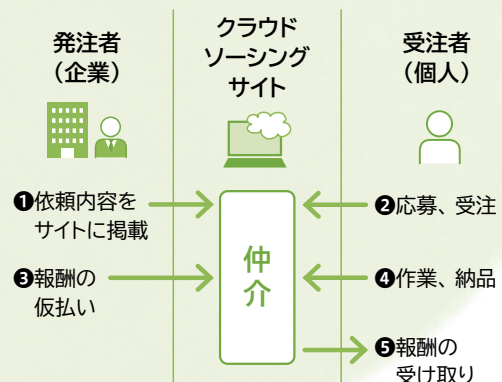 発注者
（企業）
クラウド
ソーシング
サイト
受注者
（個人）
❶依頼内容を
サイトに掲載
❷応募、受注
❸報酬の
仮払い
仲
介
❹作業、納品
❺報酬の
受け取り